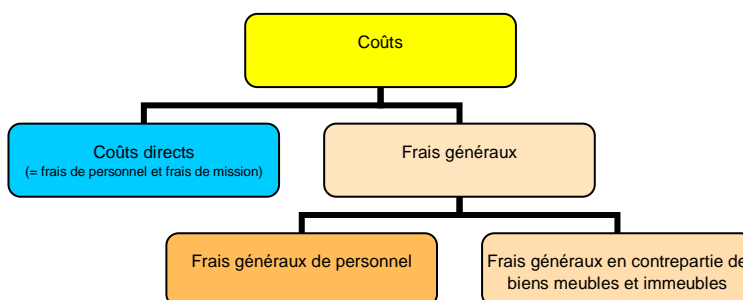 Coûts
Coûts directs
(= frais de personnel et frais de mission)
Frais généraux
Frais généraux de personnel
Frais généraux en contrepartie de
biens meubles et immeubles